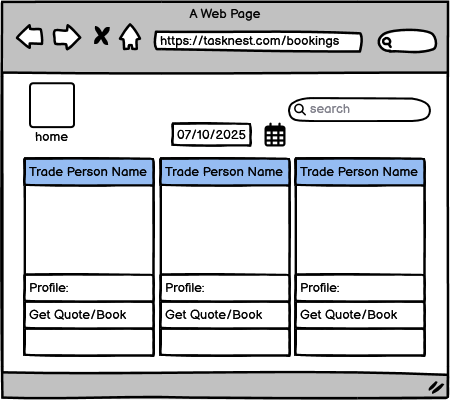 A Web Page
https://tasknest.com/bookings
search
home
07/10/2025
Trade Person Name Trade Person Name Trade Person Name
Profile: Profile: Profile:
Get Quote/Book Get Quote/Book Get Quote/Book